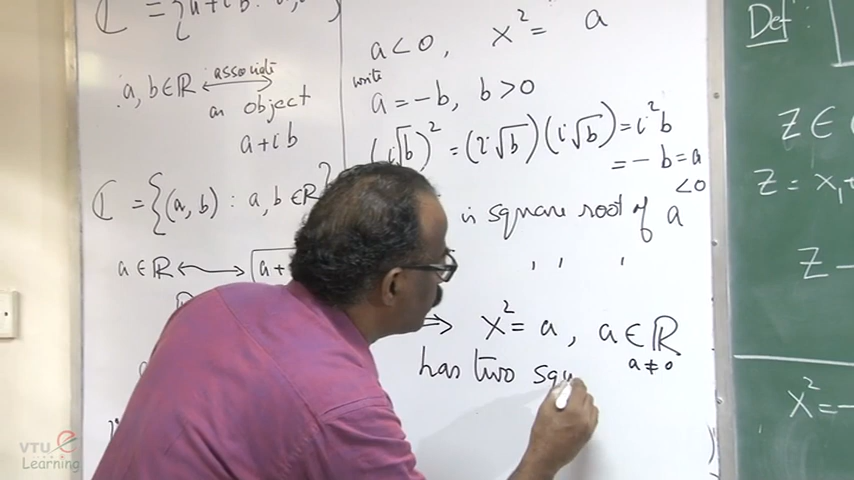 ℂ = {a+ib : a,
a, b ∈ ℝ ⟷ associate
an object
a+ib
ℂ = {(a, b) : a, b ∈ ℝ}
a ∈ ℝ ⟷ a+
a<0, x² = a
write
a = -b, b>0
(i√b)² = (i√b)(i√b) = i²b
= -b = a
<0
is square root of a
" " "
⟹ x² = a, a ∈ ℝ
a ≠ 0
has two squ
Def :
Z ∈
Z = x₁
Z -
x² = -
VTU e
Learning